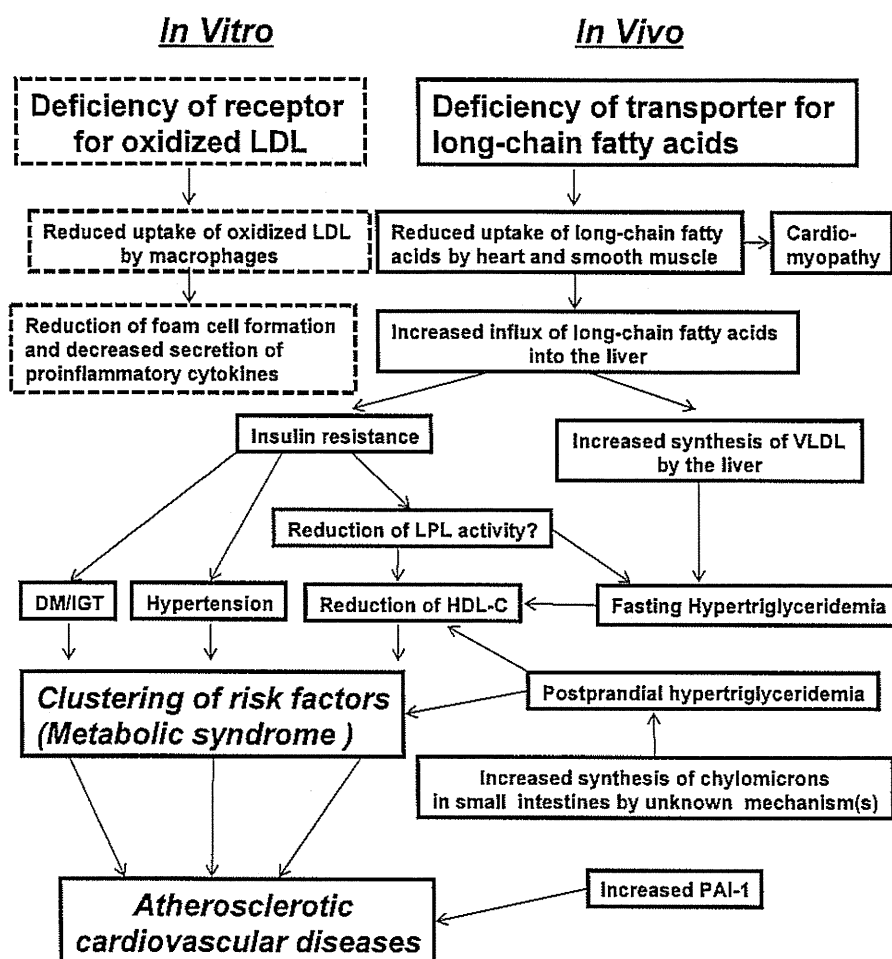 In Vitro
In Vivo
Deficiency of receptor
for oxidized LDL
Deficiency of transporter for
long-chain fatty acids
Reduced uptake of oxidized LDL
by macrophages
Reduced uptake of long-chain fatty
acids by heart and smooth muscle
Cardio-
myopathy
Reduction of foam cell formation
and decreased secretion of
proinflammatory cytokines
Increased influx of long-chain fatty acids
into the liver
Insulin resistance
Increased synthesis of VLDL
by the liver
Reduction of LPL activity?
DM/IGT
Hypertension
Reduction of HDL-C
Fasting Hypertriglyceridemia
Clustering of risk factors
(Metabolic syndrome )
Postprandial hypertriglyceridemia
Increased synthesis of chylomicrons
in small intestines by unknown mechanism(s)
Increased PAI-1
Atherosclerotic
cardiovascular diseases